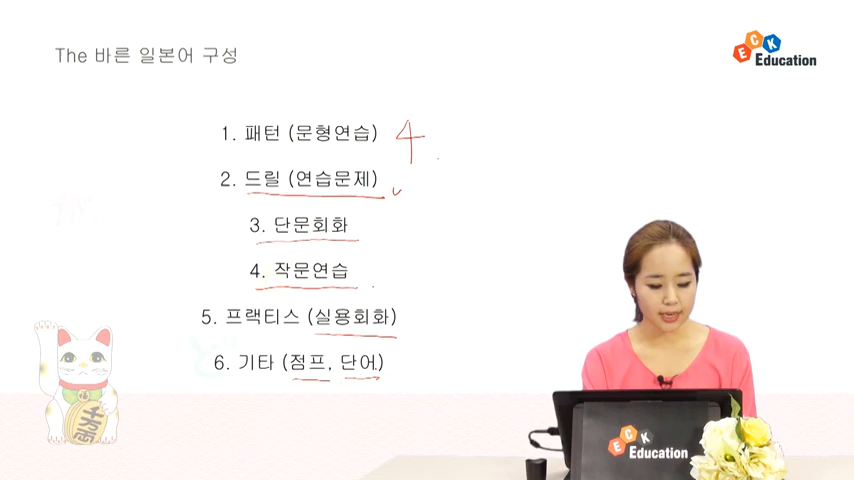 The 바른 일본어 구성
ECK
Education
1. 패턴 (문형연습) 4
2. 드릴 (연습문제)
3. 단문회화
4. 작문연습
5. 프랙티스 (실용회화)
6. 기타 (점프, 단어)
ECK
Education